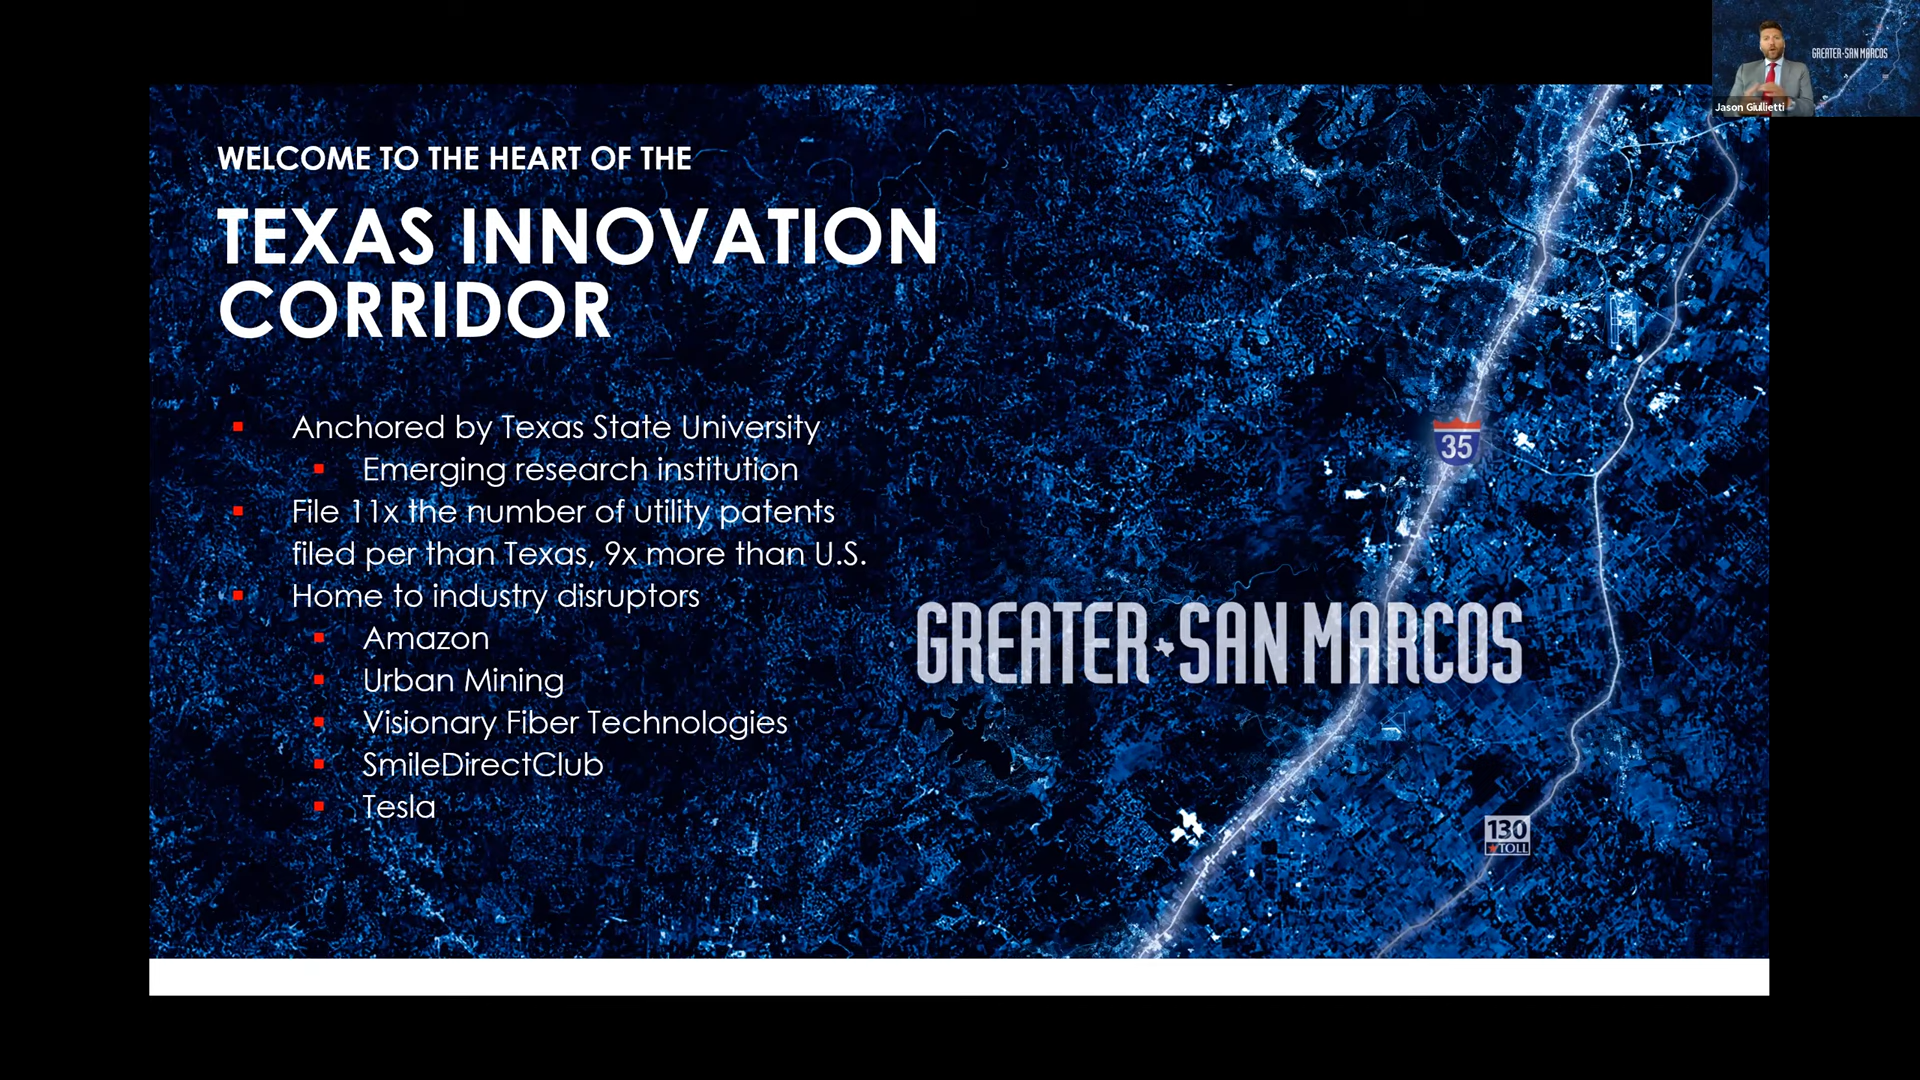 WELCOME TO THE HEART OF THE
TEXAS INNOVATION
CORRIDOR
Anchored by Texas State University
Emerging research institution
File 11x the number of utility patents
filed per than Texas, 9x more than U.S.
Home to industry disruptors
Amazon
Urban Mining
Visionary Fiber Technologies
SmileDirectClub
Tesla
35
GREATER SAN MARCOS
130
TOLL
GREATER SAN MARCOS
Jason Giullietti